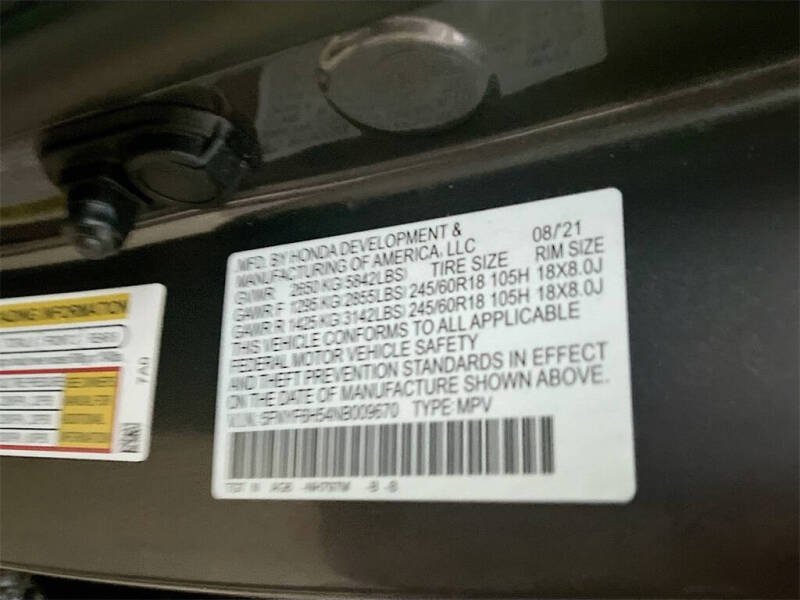 MFD. BY HONDA DEVELOPMENT & 08/'21
MANUFACTURING OF AMERICA, LLC
GVWR 2650 KG(5842LBS) TIRE SIZE RIM SIZE
GAWR F 1295 KG(2855LBS) 245/60R18 105H 18X8.0J
GAWR R 1425 KG(3142LBS) 245/60R18 105H 18X8.0J
THIS VEHICLE CONFORMS TO ALL APPLICABLE
FEDERAL MOTOR VEHICLE SAFETY
AND THEFT PREVENTION STANDARDS IN EFFECT
ON THE DATE OF MANUFACTURE SHOWN ABOVE.
V.I.N: 5FNYF6H54NB009670 TYPE: MPV
-B -B
LOADING INFORMATION
7A0